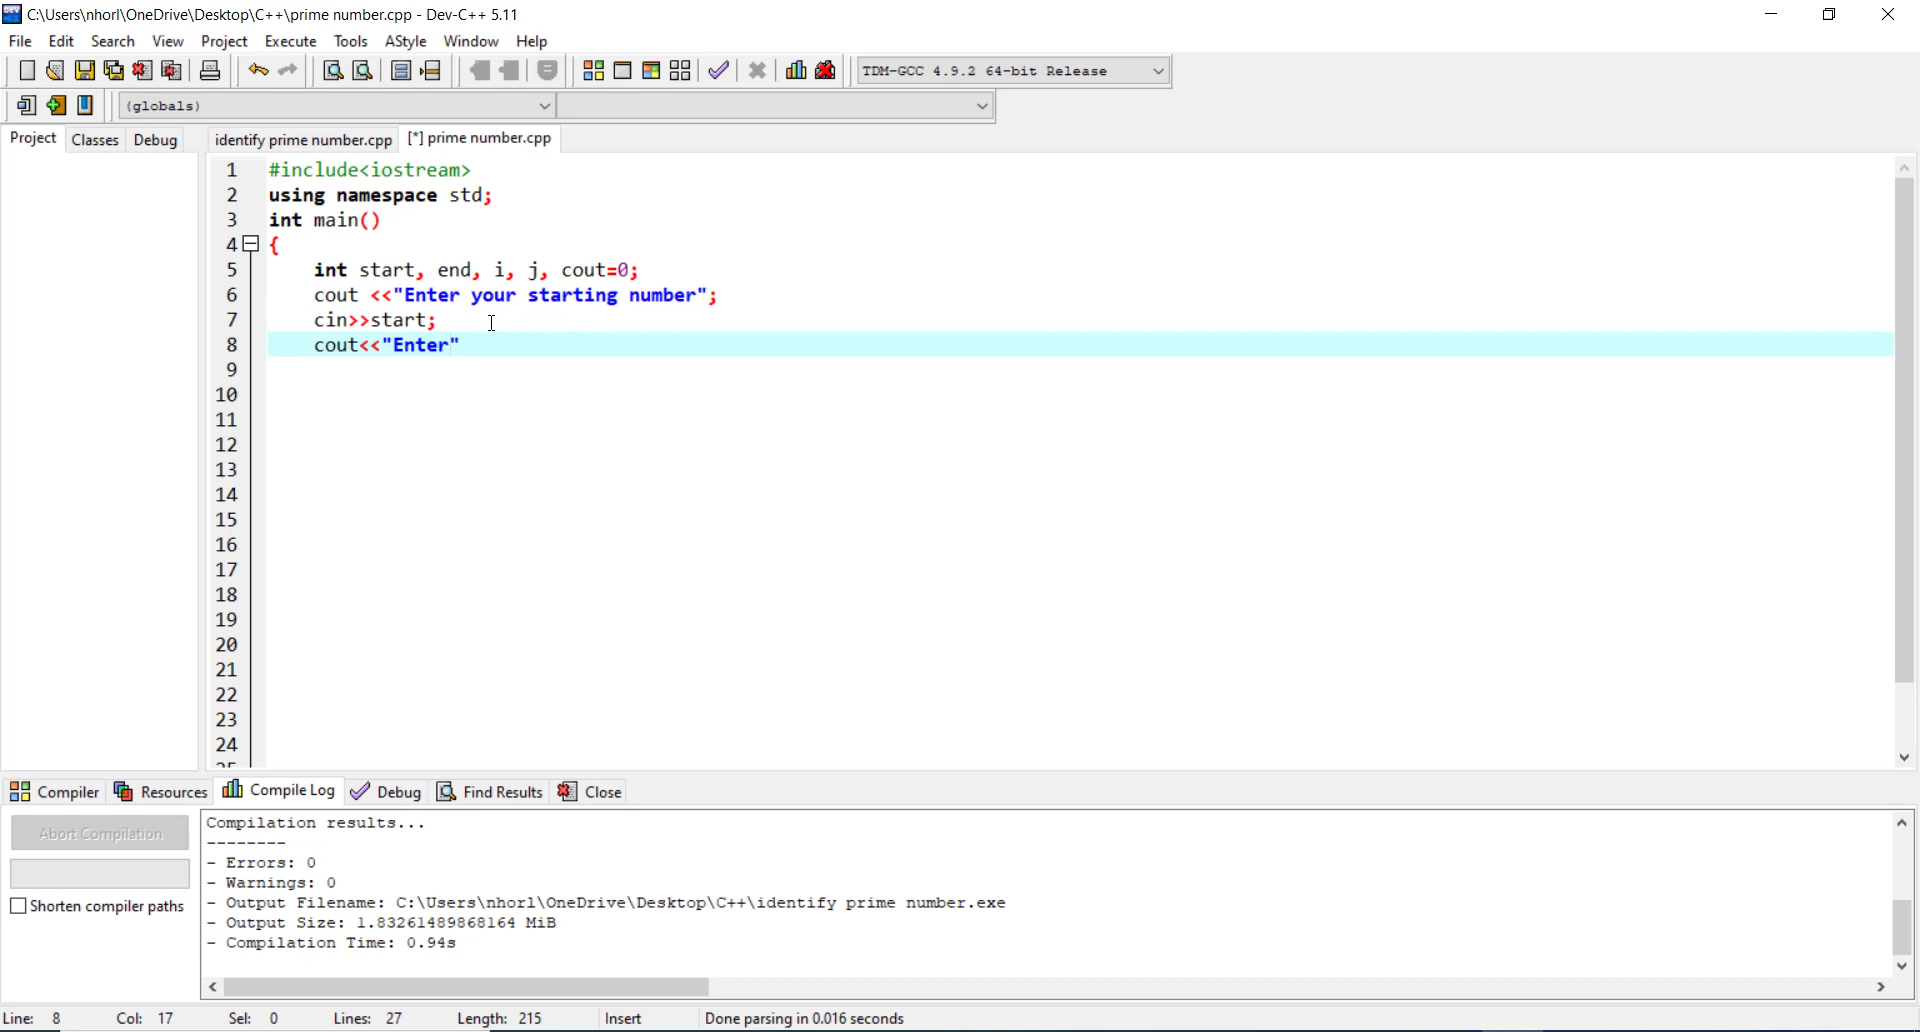 C:\Users\nhorl\OneDrive\Desktop\C++\prime number.cpp - Dev-C++ 5.11
File Edit Search View Project Execute Tools AStyle Window Help
TDM-GCC 4.9.2 64-bit Release
(globals)
Project Classes Debug identify prime number.cpp [*] prime number.cpp
1 #include<iostream>
2 using namespace std;
3 int main()
4 {
5 int start, end, i, j, cout=0;
6 cout <<"Enter your starting number";
7 cin>>start;
8 cout<<"Enter"
9
10
11
12
13
14
15
16
17
18
19
20
21
22
23
24
Compiler Resources Compile Log Debug Find Results Close
Abort Compilation
Shorten compiler paths
Compilation results...
--------
- Errors: 0
- Warnings: 0
- Output Filename: C:\Users\nhorl\OneDrive\Desktop\C++\identify prime number.exe
- Output Size: 1.83261489868164 MiB
- Compilation Time: 0.94s
Line: 8 Col: 17 Sel: 0 Lines: 27 Length: 215 Insert Done parsing in 0.016 seconds